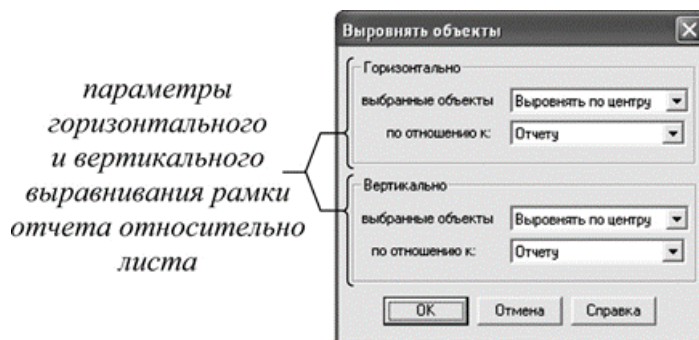 параметры
горизонтального
и вертикального
выравнивания рамки
отчета относительно
листа
Выровнять объекты
Горизонтально
выбранные объекты Выровнять по центру
по отношению к: Отчету
Вертикально
выбранные объекты Выровнять по центру
по отношению к: Отчету
OK Отмена Справка